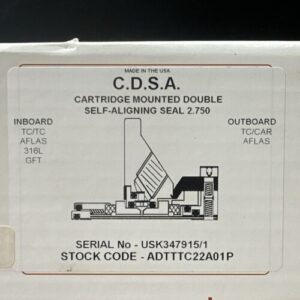 MADE IN THE USA
C.D.S.A.
CARTRIDGE MOUNTED DOUBLE
SELF-ALIGNING SEAL 2.750
INBOARD
TC/TC
AFLAS
316L
GFT
OUTBOARD
TC/CAR
AFLAS
SERIAL No - USK347915/1
STOCK CODE - ADTTTC22A01P